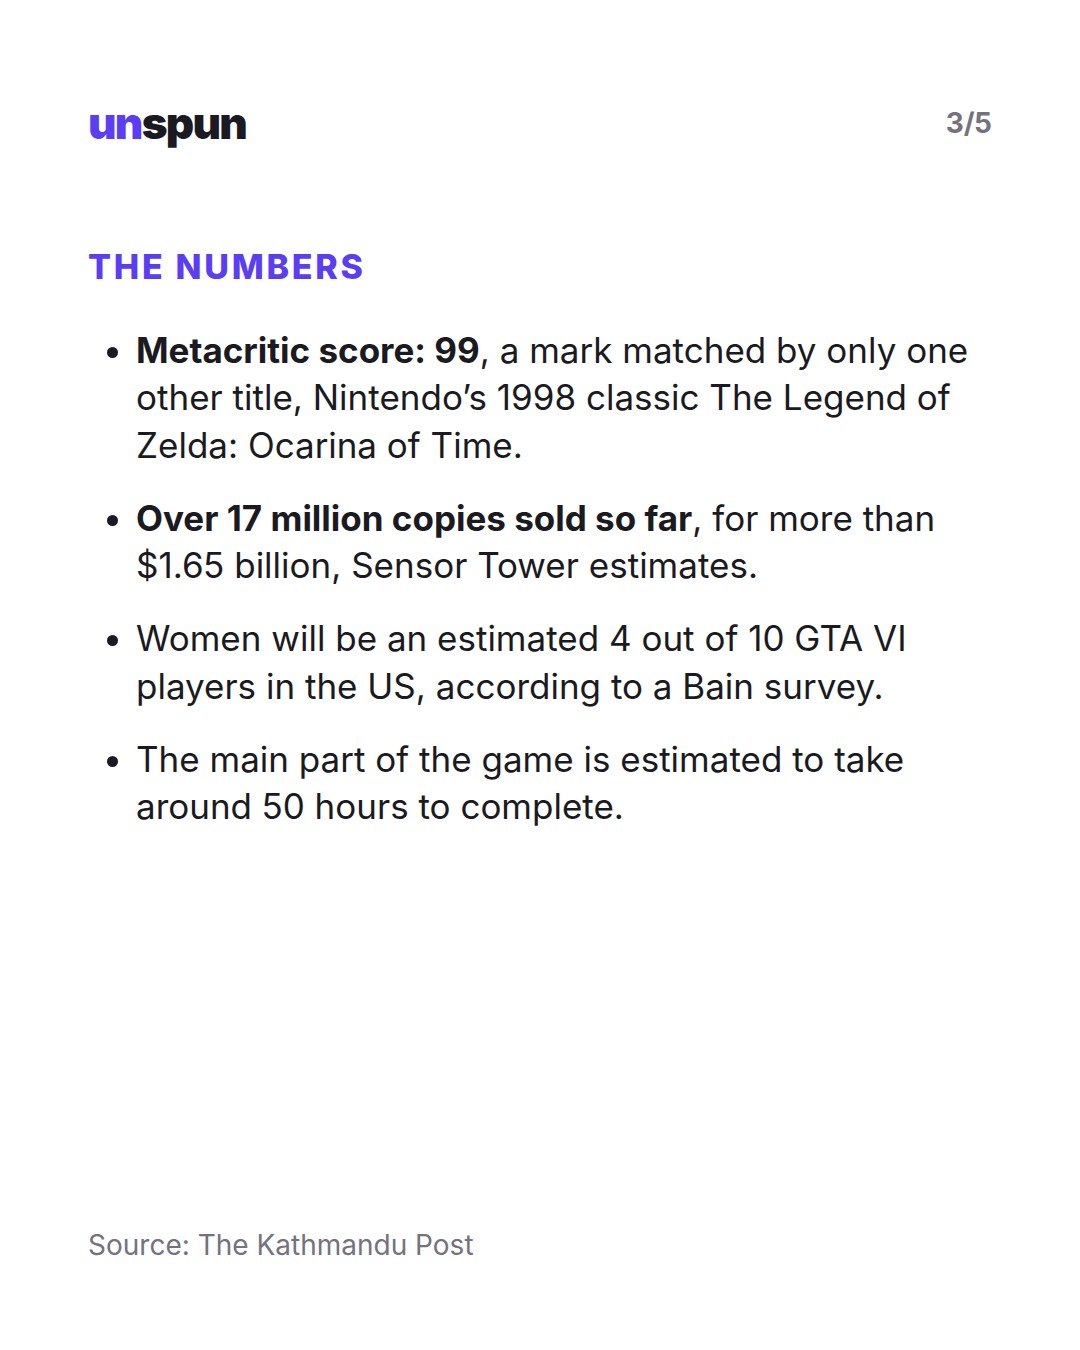 unspun
3/5
THE NUMBERS
• Metacritic score: 99, a mark matched by only one
other title, Nintendo’s 1998 classic The Legend of
Zelda: Ocarina of Time.
• Over 17 million copies sold so far, for more than
$1.65 billion, Sensor Tower estimates.
• Women will be an estimated 4 out of 10 GTA VI
players in the US, according to a Bain survey.
• The main part of the game is estimated to take
around 50 hours to complete.
Source: The Kathmandu Post